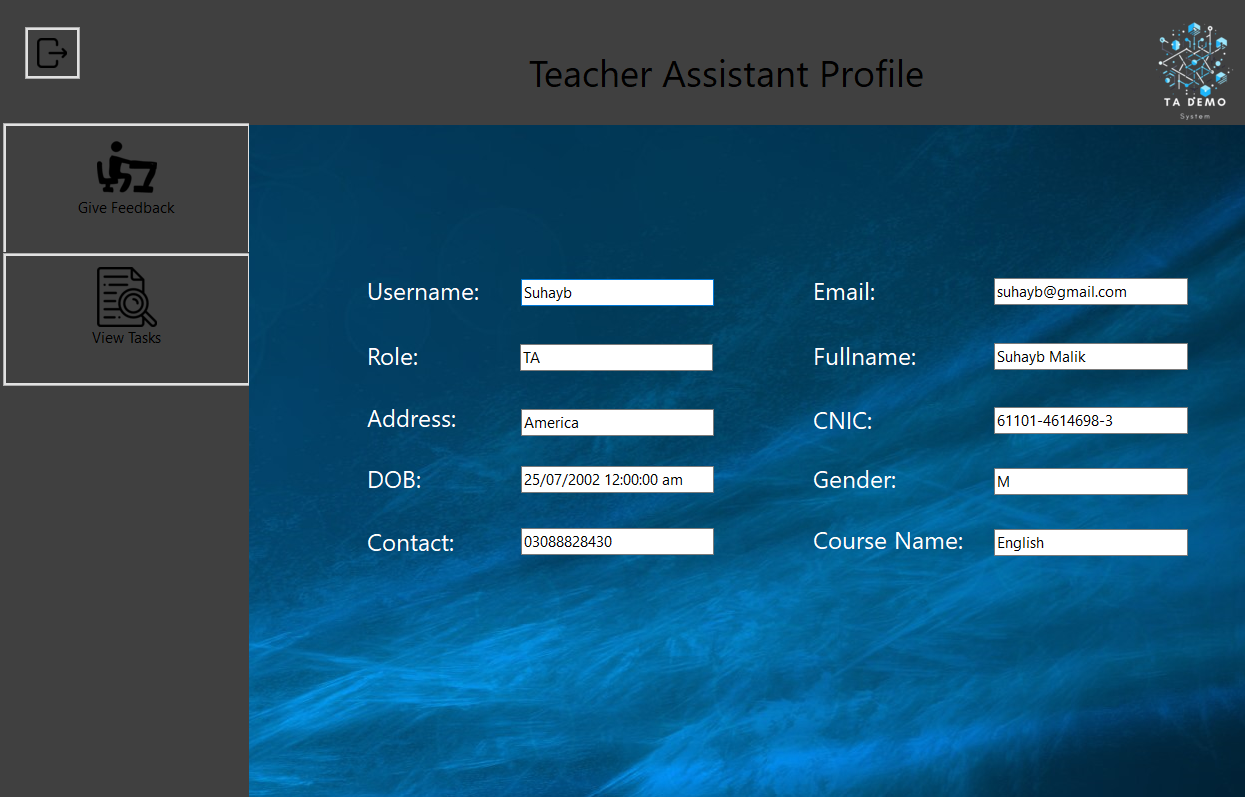 Teacher Assistant Profile
TA DEMO
System
Give Feedback
View Tasks
Username: Suhayb Email: suhayb@gmail.com
Role: TA Fullname: Suhayb Malik
Address: America CNIC: 61101-4614698-3
DOB: 25/07/2002 12:00:00 am Gender: M
Contact: 03088828430 Course Name: English